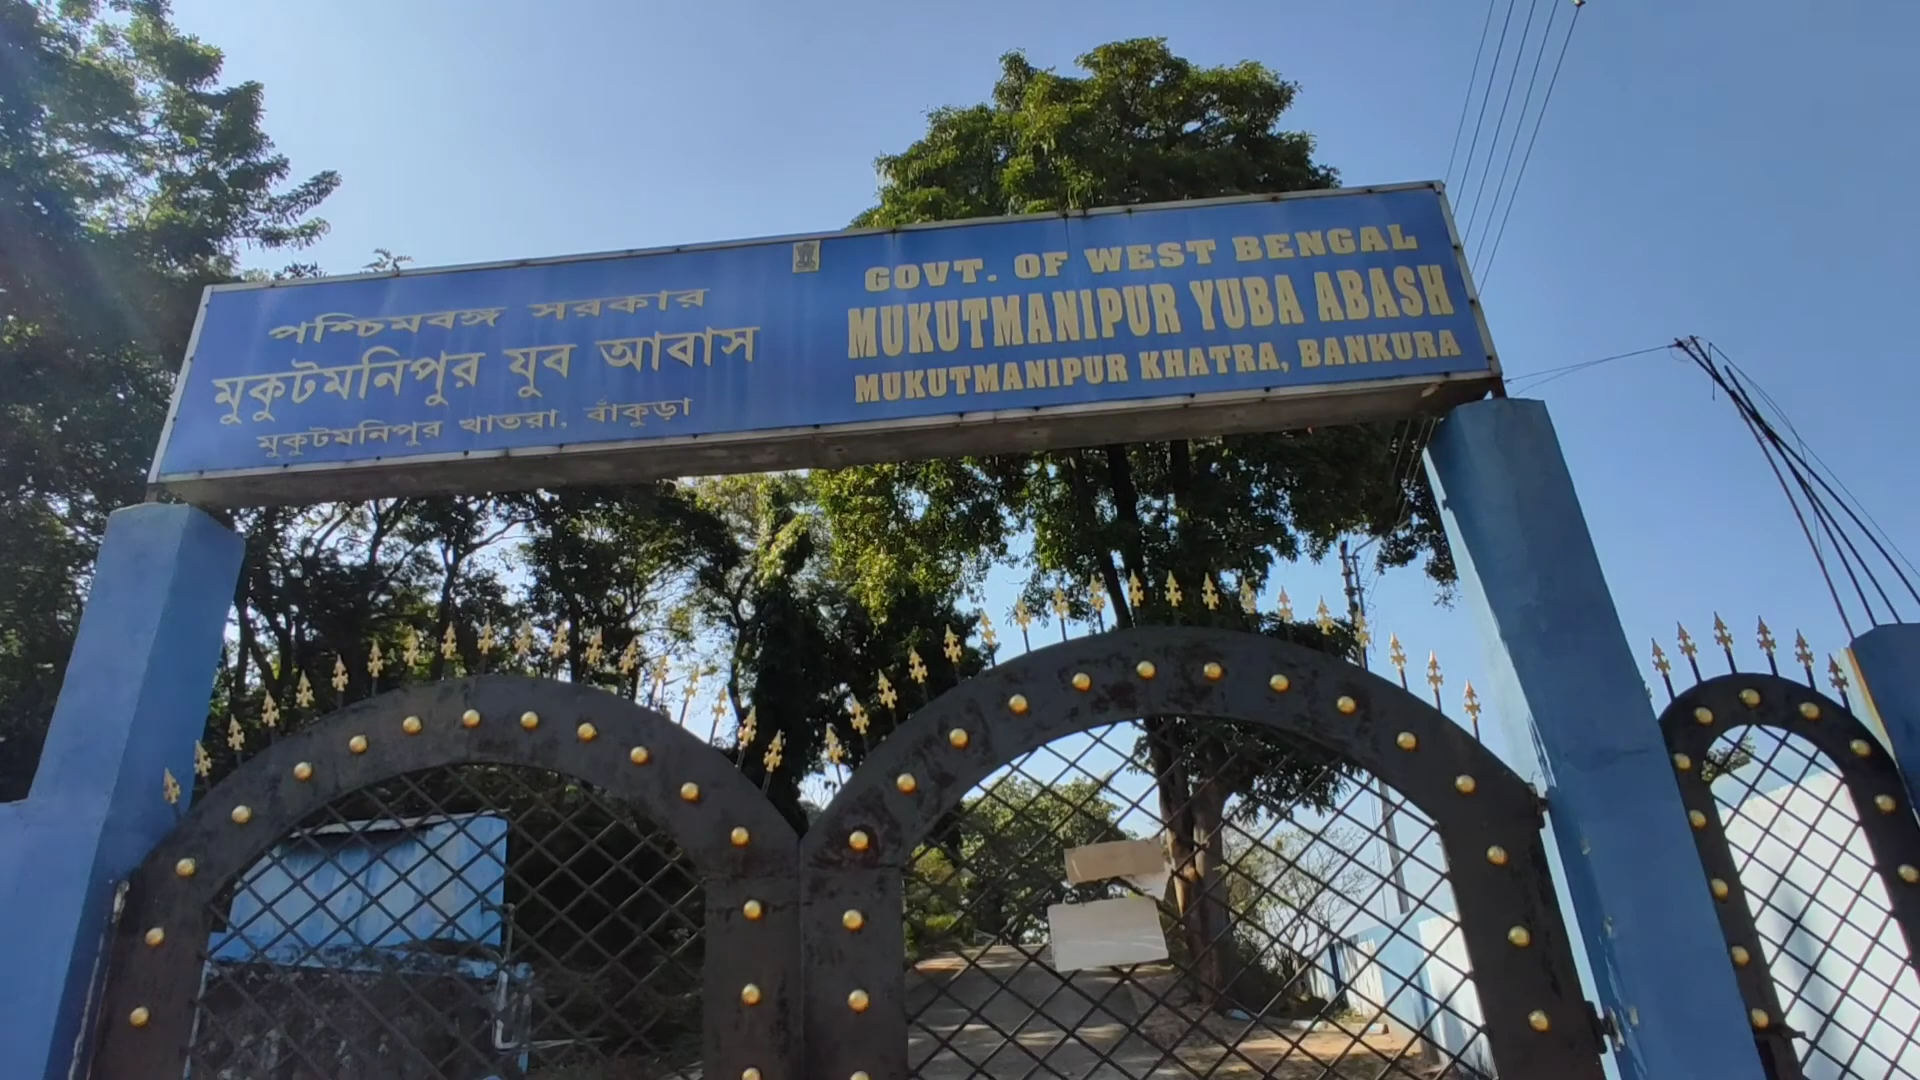 পশ্চিমবঙ্গ সরকার
মুকুটমনিপুর যুব আবাস
মুকুটমনিপুর খাতরা, বাঁকুড়া
GOVT. OF WEST BENGAL
MUKUTMANIPUR YUBA ABASH
MUKUTMANIPUR KHATRA, BANKURA